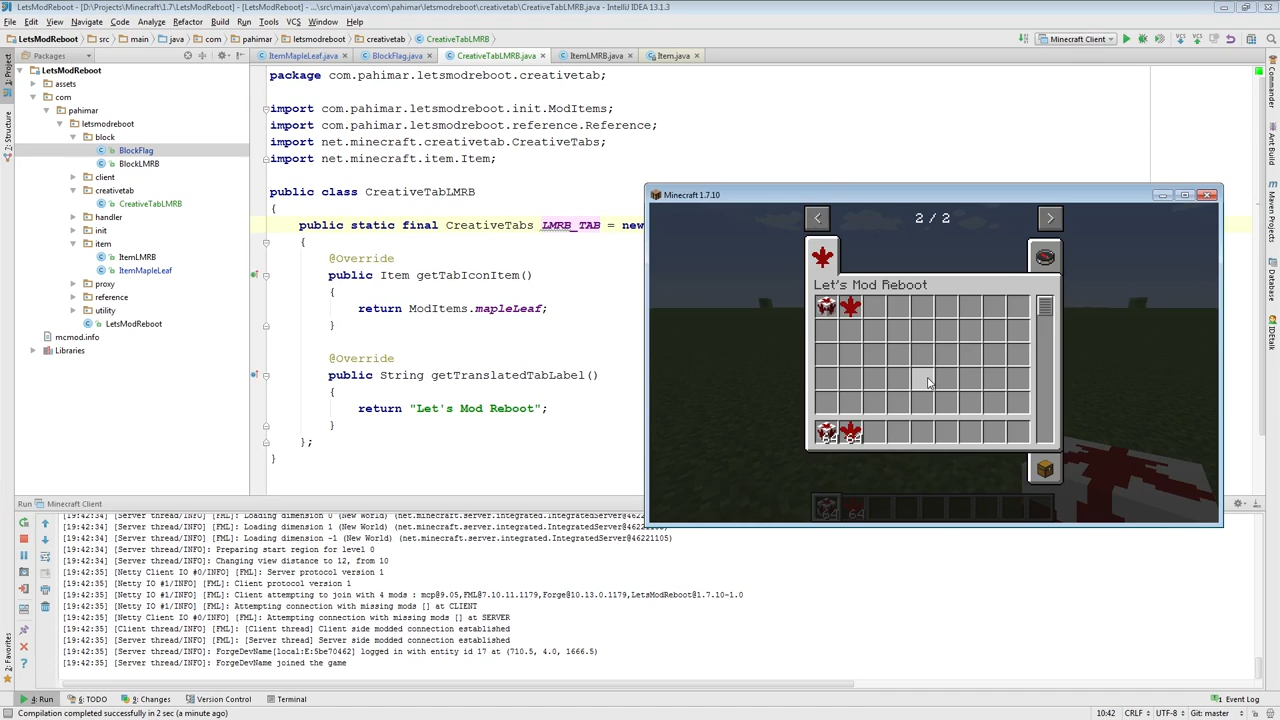 LetsModReboot - [D:\Projects\Minecraft\1.7\LetsModReboot] - [LetsModReboot] - ...\src\main\java\com\pahimar\letsmodreboot\creativetab\CreativeTabLMRB.java - IntelliJ IDEA 13.1.3
File Edit View Navigate Code Analyze Refactor Build Run Tools VCS Window Help
LetsModReboot src main java com pahimar letsmodreboot creativetab CreativeTabLMRB Minecraft Client
Packages ItemMapleLeaf.java BlockFlag.java CreativeTabLMRB.java ItemLMRB.java Item.java
1: Project
7: Structure
2: Favorites
Commander
Ant Build
Maven Projects
Database
IDEtalk
LetsModReboot
assets
com
pahimar
letsmodreboot
block
BlockFlag
BlockLMRB
client
creativetab
CreativeTabLMRB
handler
init
item
ItemLMRB
ItemMapleLeaf
proxy
reference
utility
LetsModReboot
mcmod.info
Libraries
package com.pahimar.letsmodreboot.creativetab;
import com.pahimar.letsmodreboot.init.ModItems;
import com.pahimar.letsmodreboot.reference.Reference;
import net.minecraft.creativetab.CreativeTabs;
import net.minecraft.item.Item;
public class CreativeTabLMRB
{
public static final CreativeTabs LMRB_TAB = new
{
@Override
public Item getTabIconItem()
{
return ModItems.mapleLeaf;
}
@Override
public String getTranslatedTabLabel()
{
return "Let's Mod Reboot";
}
};
}
Minecraft 1.7.10
< 2 / 2 >
Let's Mod Reboot
64 64
64 64
Run Minecraft Client
[19:42:34] [Server thread/INFO] [FML]: Loading dimension 0 (New World) (net.minecraft.server.integrated.IntegratedServer@46221105)
[19:42:34] [Server thread/INFO] [FML]: Loading dimension 1 (New World) (net.minecraft.server.integrated.IntegratedServer@46221105)
[19:42:34] [Server thread/INFO] [FML]: Loading dimension -1 (New World) (net.minecraft.server.integrated.IntegratedServer@46221105)
[19:42:34] [Server thread/INFO]: Preparing start region for level 0
[19:42:35] [Server thread/INFO]: Changing view distance to 12, from 10
[19:42:35] [Netty Client IO #0/INFO] [FML]: Server protocol version 1
[19:42:35] [Netty IO #1/INFO] [FML]: Client protocol version 1
[19:42:35] [Netty IO #1/INFO] [FML]: Client attempting to join with 4 mods : mcp@9.05,FML@7.10.11.1179,Forge@10.13.0.1179,LetsModReboot@1.7.10-1.0
[19:42:35] [Netty IO #1/INFO] [FML]: Attempting connection with missing mods [] at CLIENT
[19:42:35] [Netty Client IO #0/INFO] [FML]: Attempting connection with missing mods [] at SERVER
[19:42:35] [Client thread/INFO] [FML]: [Client thread] Client side modded connection established
[19:42:35] [Server thread/INFO] [FML]: [Server thread] Server side modded connection established
[19:42:35] [Server thread/INFO]: ForgeDevName[local:E:5be70462] logged in with entity id 17 at (710.5, 4.0, 1666.5)
[19:42:35] [Server thread/INFO]: ForgeDevName joined the game
4: Run 6: TODO 9: Changes Version Control Terminal Event Log
Compilation completed successfully in 2 sec (a minute ago) 10:42 CRLF UTF-8 Git: master